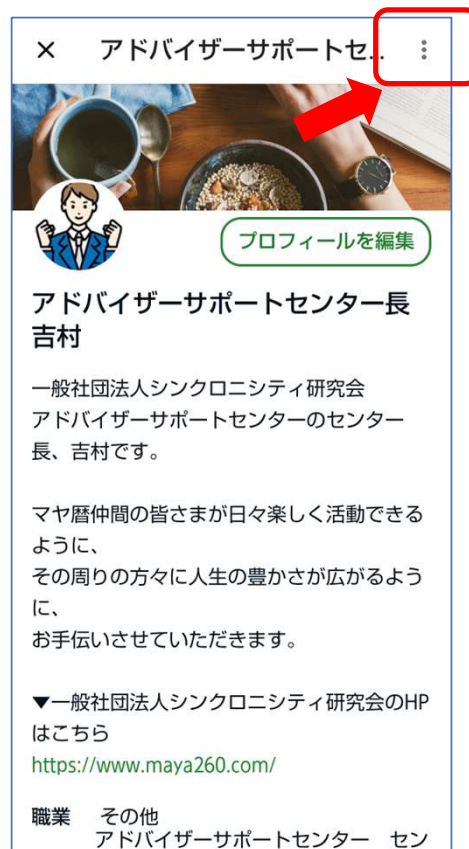 × アドバイザーサポートセ...
プロフィールを編集
アドバイザーサポートセンター長
吉村
一般社団法人シンクロニシティ研究会
アドバイザーサポートセンターのセンター
長、吉村です。
マヤ暦仲間の皆さまが日々楽しく活動できる
ように、
その周りの方々に人生の豊かさが広がるよう
に、
お手伝いさせていただきます。
▼一般社団法人シンクロニシティ研究会のHP
はこちら
https://www.maya260.com/
職業 その他
アドバイザーサポートセンター セン